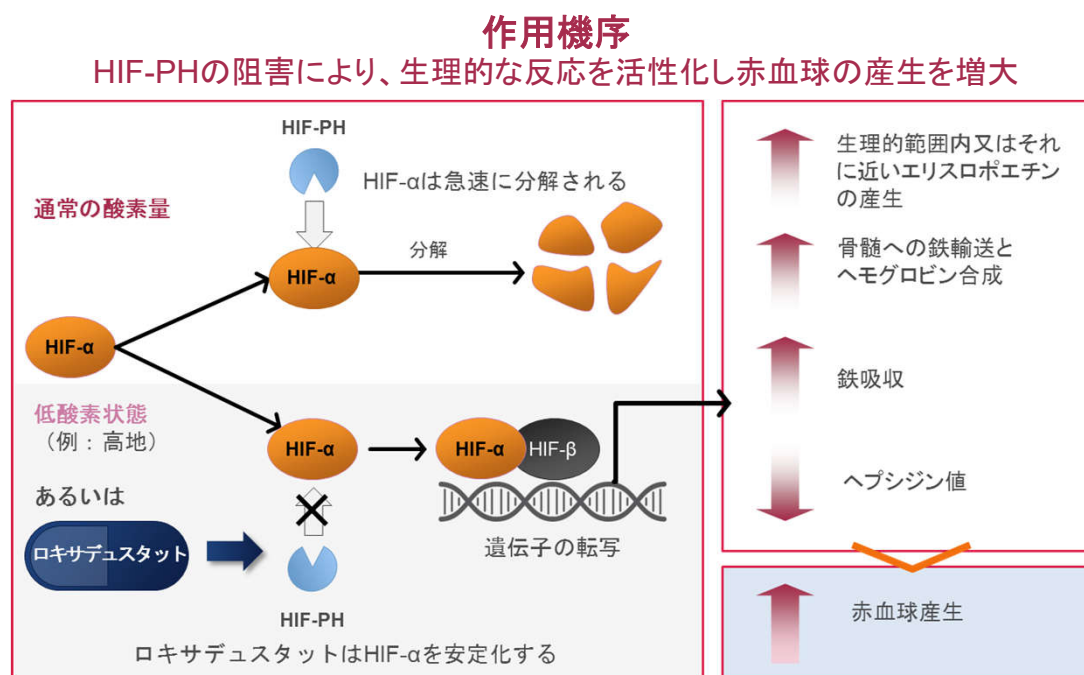 作用機序
HIF-PHの阻害により、生理的な反応を活性化し赤血球の産生を増大
HIF-PH
HIF-αは急速に分解される
通常の酸素量
分解
HIF-α
HIF-α
低酸素状態
（例：高地）
HIF-α
HIF-α
HIF-β
あるいは
ロキサデュスタット
遺伝子の転写
HIF-PH
ロキサデュスタットはHIF-αを安定化する
生理的範囲内又はそれ
に近いエリスロポエチン
の産生
骨髄への鉄輸送と
ヘモグロビン合成
鉄吸収
ヘプシジン値
赤血球産生